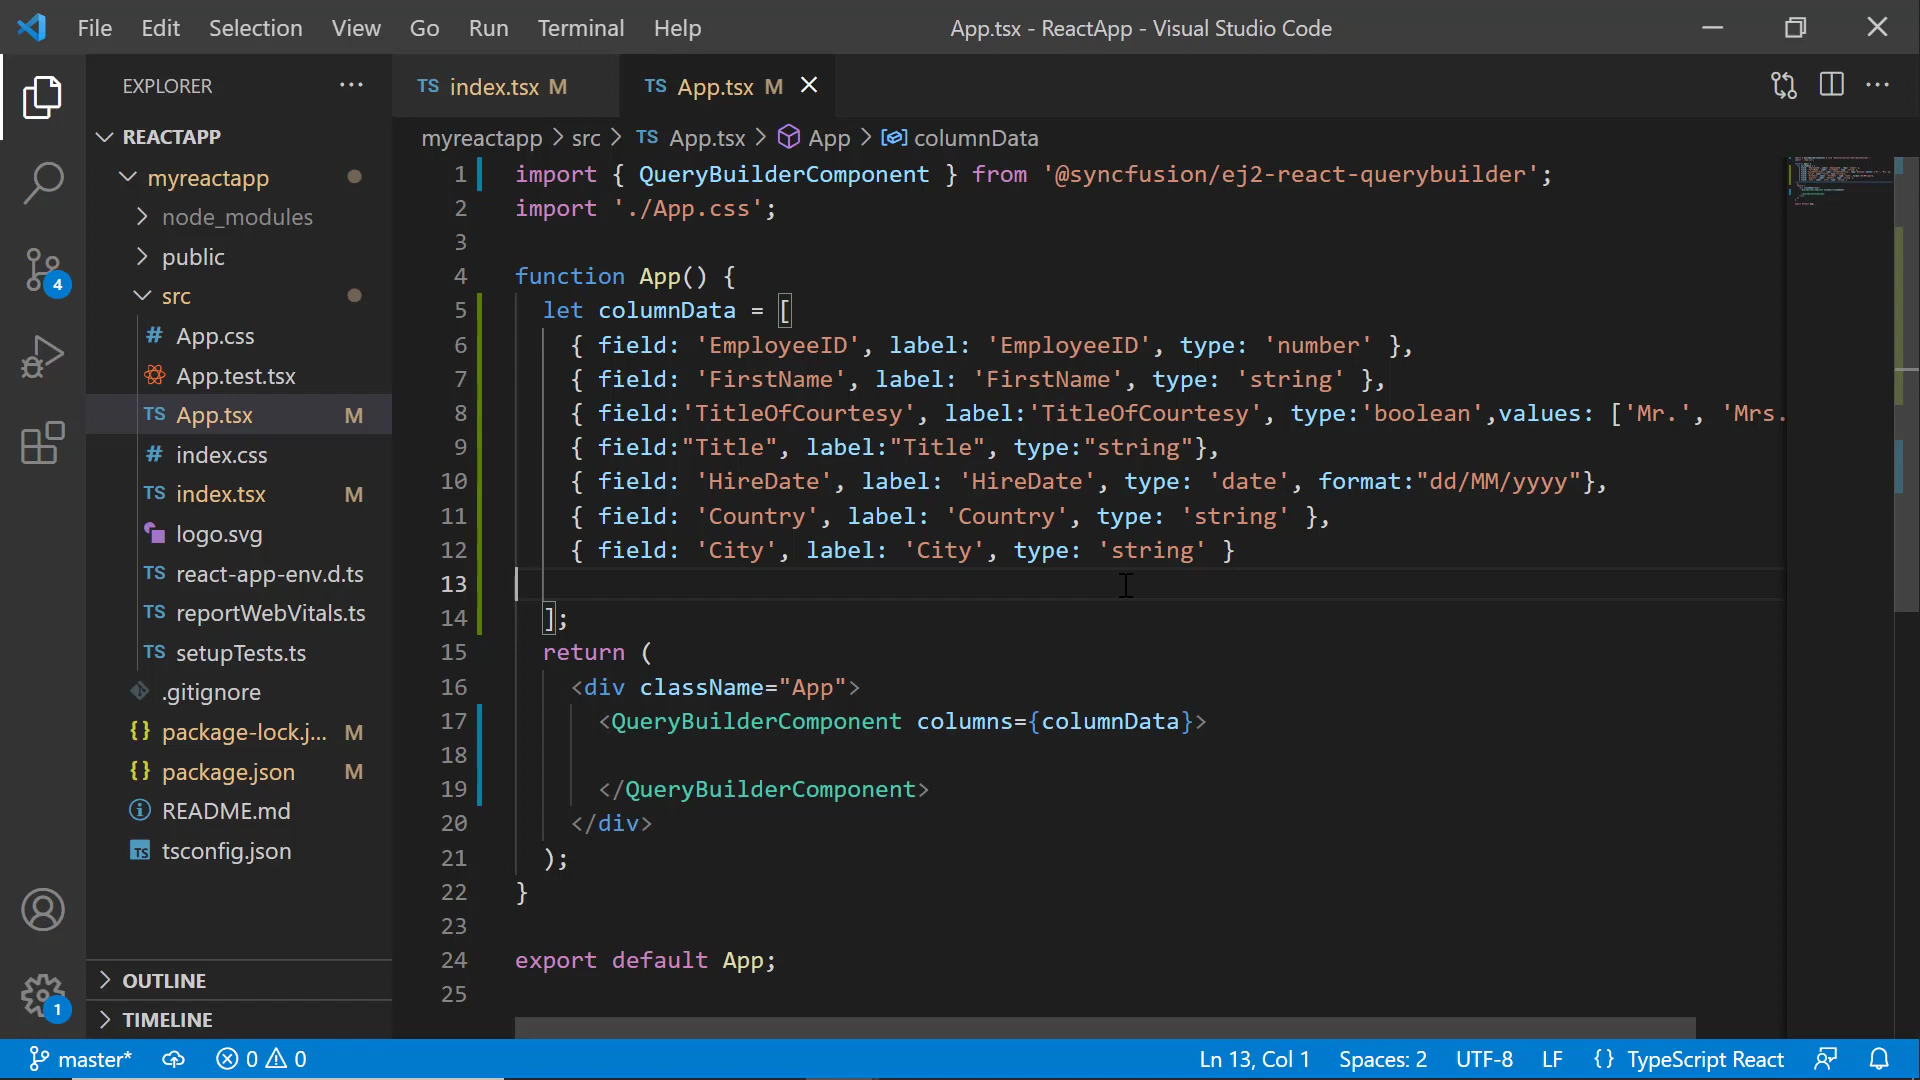 File Edit Selection View Go Run Terminal Help App.tsx - ReactApp - Visual Studio Code
EXPLORER
REACTAPP
myreactapp
node_modules
public
src
App.css
App.test.tsx
App.tsx M
index.css
index.tsx M
logo.svg
react-app-env.d.ts
reportWebVitals.ts
setupTests.ts
.gitignore
package-lock.j... M
package.json M
README.md
tsconfig.json
OUTLINE
TIMELINE
4
1
TS index.tsx M TS App.tsx M
myreactapp > src > TS App.tsx > App > columnData
1 import { QueryBuilderComponent } from '@syncfusion/ej2-react-querybuilder';
2 import './App.css';
3
4 function App() {
5 let columnData = [
6 { field: 'EmployeeID', label: 'EmployeeID', type: 'number' },
7 { field: 'FirstName', label: 'FirstName', type: 'string' },
8 { field:'TitleOfCourtesy', label:'TitleOfCourtesy', type:'boolean',values: ['Mr.', 'Mrs.
9 { field:"Title", label:"Title", type:"string"},
10 { field: 'HireDate', label: 'HireDate', type: 'date', format:"dd/MM/yyyy"},
11 { field: 'Country', label: 'Country', type: 'string' },
12 { field: 'City', label: 'City', type: 'string' }
13
14 ];
15 return (
16 <div className="App">
17 <QueryBuilderComponent columns={columnData}>
18
19 </QueryBuilderComponent>
20 </div>
21 );
22 }
23
24 export default App;
25
master* 0 0 Ln 13, Col 1 Spaces: 2 UTF-8 LF {} TypeScript React